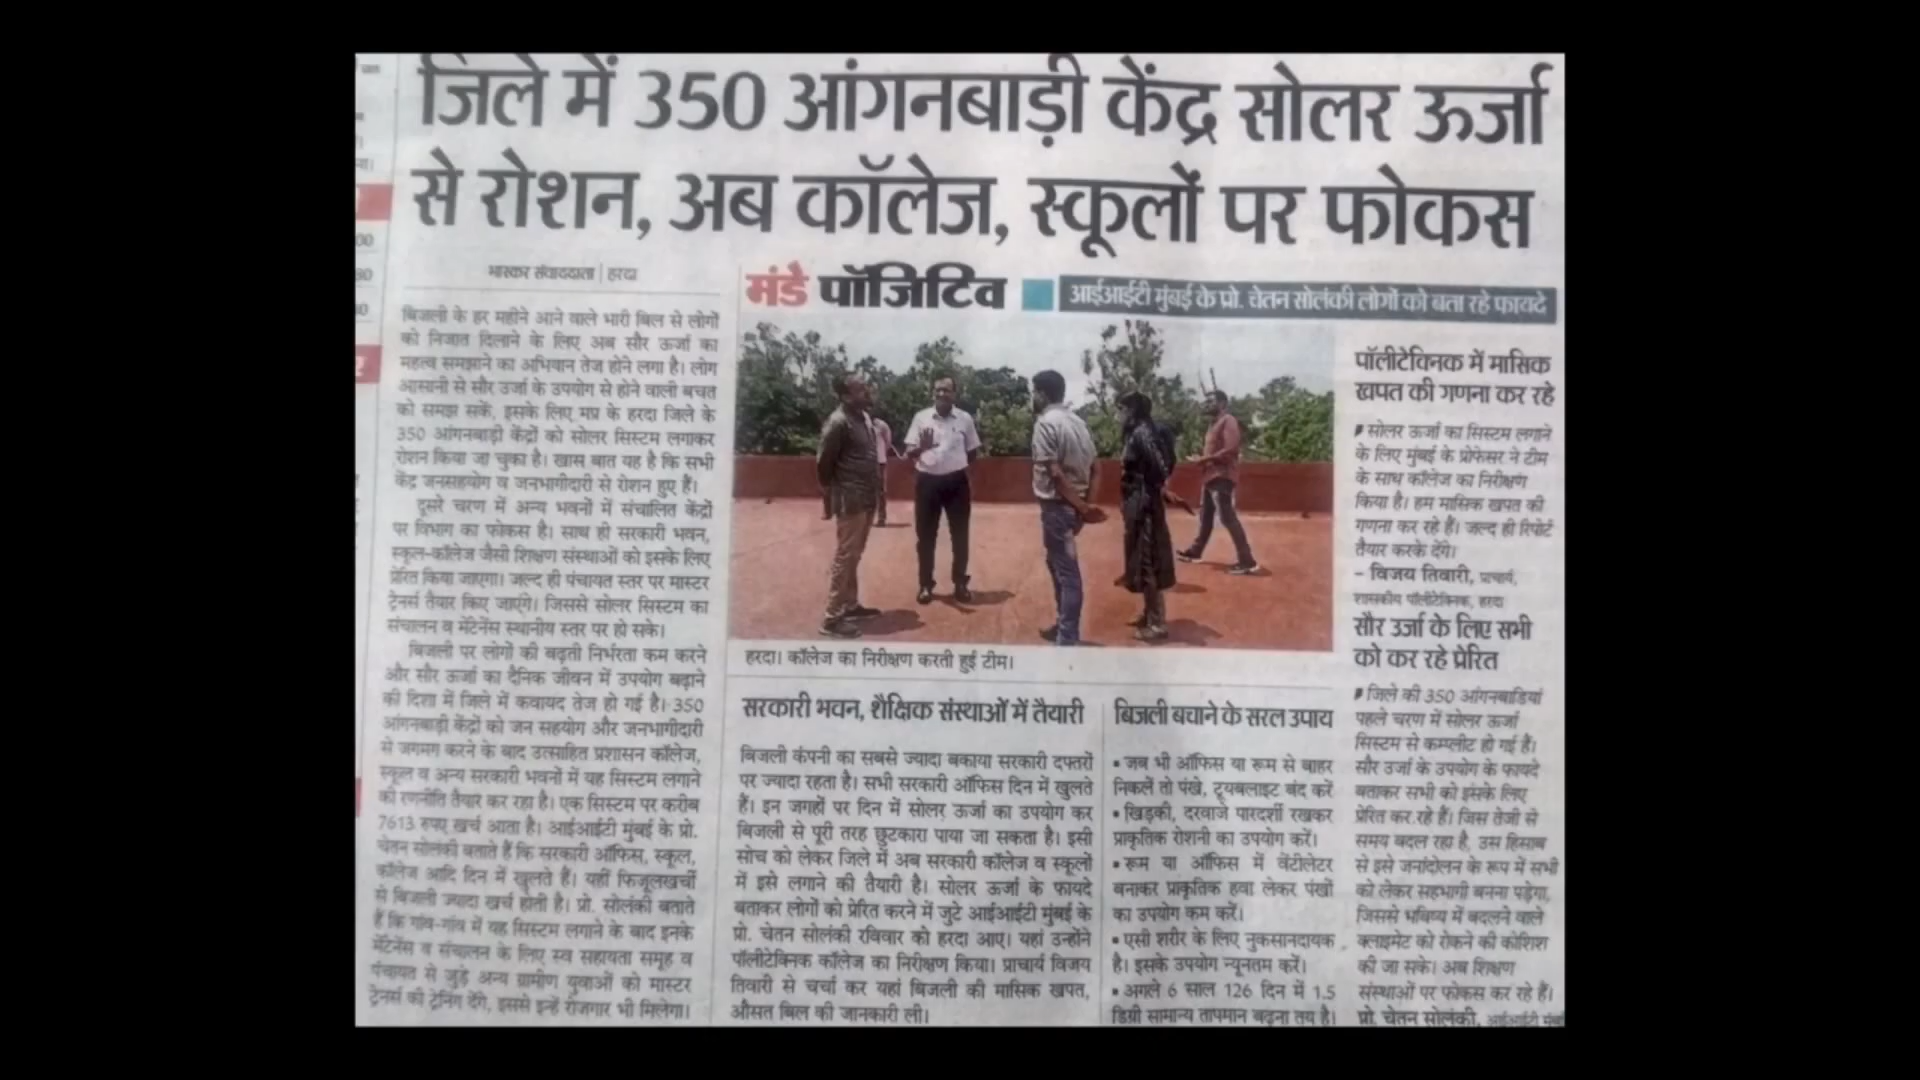 जिले में 350 आंगनबाड़ी केंद्र सोलर ऊर्जा
से रोशन, अब कॉलेज, स्कूलों पर फोकस
भास्कर संवाददाता | हरदा
बिजली के हर महीने आने वाले भारी बिल से लोगों
को निजात दिलाने के लिए अब सौर ऊर्जा का
महत्व समझाने का अभियान तेज होने लगा है। लोग
आसानी से सौर उर्जा के उपयोग से होने वाली बचत
को समझ सकें, इसके लिए मप्र के हरदा जिले के
350 आंगनबाड़ी केंद्रों को सोलर सिस्टम लगाकर
रोशन किया जा चुका है। खास बात यह है कि सभी
केंद्र जनसहयोग व जनभागीदारी से रोशन हुए हैं।
दूसरे चरण में अन्य भवनों में संचालित केंद्रों
पर विभाग का फोकस है। साथ ही सरकारी भवन,
स्कूल-कॉलेज जैसी शिक्षण संस्थाओं को इसके लिए
प्रेरित किया जाएगा। जल्द ही पंचायत स्तर पर मास्टर
ट्रेनर्स तैयार किए जाएंगे। जिससे सोलर सिस्टम का
संचालन व मेंटेनेंस स्थानीय स्तर पर हो सके।
बिजली पर लोगों की बढ़ती निर्भरता कम करने
और सौर ऊर्जा का दैनिक जीवन में उपयोग बढ़ाने
की दिशा में जिले में कवायद तेज हो गई है। 350
आंगनबाड़ी केंद्रों को जन सहयोग और जनभागीदारी
से जगमग करने के बाद उत्साहित प्रशासन कॉलेज,
स्कूल व अन्य सरकारी भवनों में यह सिस्टम लगाने
की रणनीति तैयार कर रहा है। एक सिस्टम पर करीब
7613 रुपए खर्च आता है। आईआईटी मुंबई के प्रो.
चेतन सोलंकी बताते हैं कि सरकारी ऑफिस, स्कूल,
कॉलेज आदि दिन में खुलते हैं। यहीं फिजूलखर्ची
से बिजली ज्यादा खर्च होती है। प्रो. सोलंकी बताते
हैं कि गांव-गांव में यह सिस्टम लगाने के बाद इनके
मेंटेनेंस व संचालन के लिए स्व सहायता समूह व
पंचायत से जुड़े अन्य ग्रामीण युवाओं को मास्टर
ट्रेनर्स की ट्रेनिंग देंगे, इससे इन्हें रोजगार भी मिलेगा।
मंडे पॉजिटिव
आईआईटी मुंबई के प्रो. चेतन सोलंकी लोगों को बता रहे फायदे
हरदा। कॉलेज का निरीक्षण करती हुई टीम।
सरकारी भवन, शैक्षिक संस्थाओं में तैयारी
बिजली कंपनी का सबसे ज्यादा बकाया सरकारी दफ्तरों
पर ज्यादा रहता है। सभी सरकारी ऑफिस दिन में खुलते
हैं। इन जगहों पर दिन में सोलर ऊर्जा का उपयोग कर
बिजली से पूरी तरह छुटकारा पाया जा सकता है। इसी
सोच को लेकर जिले में अब सरकारी कॉलेज व स्कूलों
में इसे लगाने की तैयारी है। सोलर ऊर्जा के फायदे
बताकर लोगों को प्रेरित करने में जुटे आईआईटी मुंबई के
प्रो. चेतन सोलंकी रविवार को हरदा आए। यहां उन्होंने
पॉलीटेक्निक कॉलेज का निरीक्षण किया। प्राचार्य विजय
तिवारी से चर्चा कर यहां बिजली की मासिक खपत,
औसत बिल की जानकारी ली।
बिजली बचाने के सरल उपाय
▪ जब भी ऑफिस या रूम से बाहर
निकलें तो पंखे, ट्यूबलाइट बंद करें
▪ खिड़की, दरवाजे पारदर्शी रखकर
प्राकृतिक रोशनी का उपयोग करें।
▪ रूम या ऑफिस में वेंटीलेटर
बनाकर प्राकृतिक हवा लेकर पंखों
का उपयोग कम करें।
▪ एसी शरीर के लिए नुकसानदायक
है। इसके उपयोग न्यूनतम करें।
▪ अगले 6 साल 126 दिन में 1.5
डिग्री सामान्य तापमान बढ़ना तय है।
पॉलीटेक्निक में मासिक
खपत की गणना कर रहे
सोलर ऊर्जा का सिस्टम लगाने
के लिए मुंबई के प्रोफेसर ने टीम
के साथ कॉलेज का निरीक्षण
किया है। हम मासिक खपत की
गणना कर रहे हैं। जल्द ही रिपोर्ट
तैयार करके देंगे।
- विजय तिवारी, प्राचार्य,
शासकीय पॉलीटेक्निक, हरदा
सौर उर्जा के लिए सभी
को कर रहे प्रेरित
जिले की 350 आंगनबाडियां
पहले चरण में सोलर ऊर्जा
सिस्टम से कम्प्लीट हो गई हैं।
सौर उर्जा के उपयोग के फायदे
बताकर सभी को इसके लिए
प्रेरित कर रहे हैं। जिस तेजी से
समय बदल रहा है, उस हिसाब
से इसे जनांदोलन के रूप में सभी
को लेकर सहभागी बनना पड़ेगा,
जिससे भविष्य में बदलने वाले
क्लाइमेट को रोकने की कोशिश
की जा सके। अब शिक्षण
संस्थाओं पर फोकस कर रहे हैं।
प्रो. चेतन सोलंकी, आईआईटी मुंबई